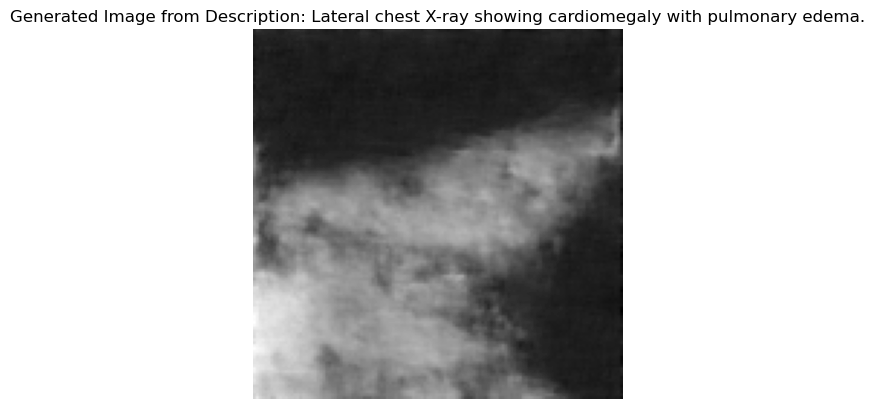 Generated Image from Description: Lateral chest X-ray showing cardiomegaly with pulmonary edema.